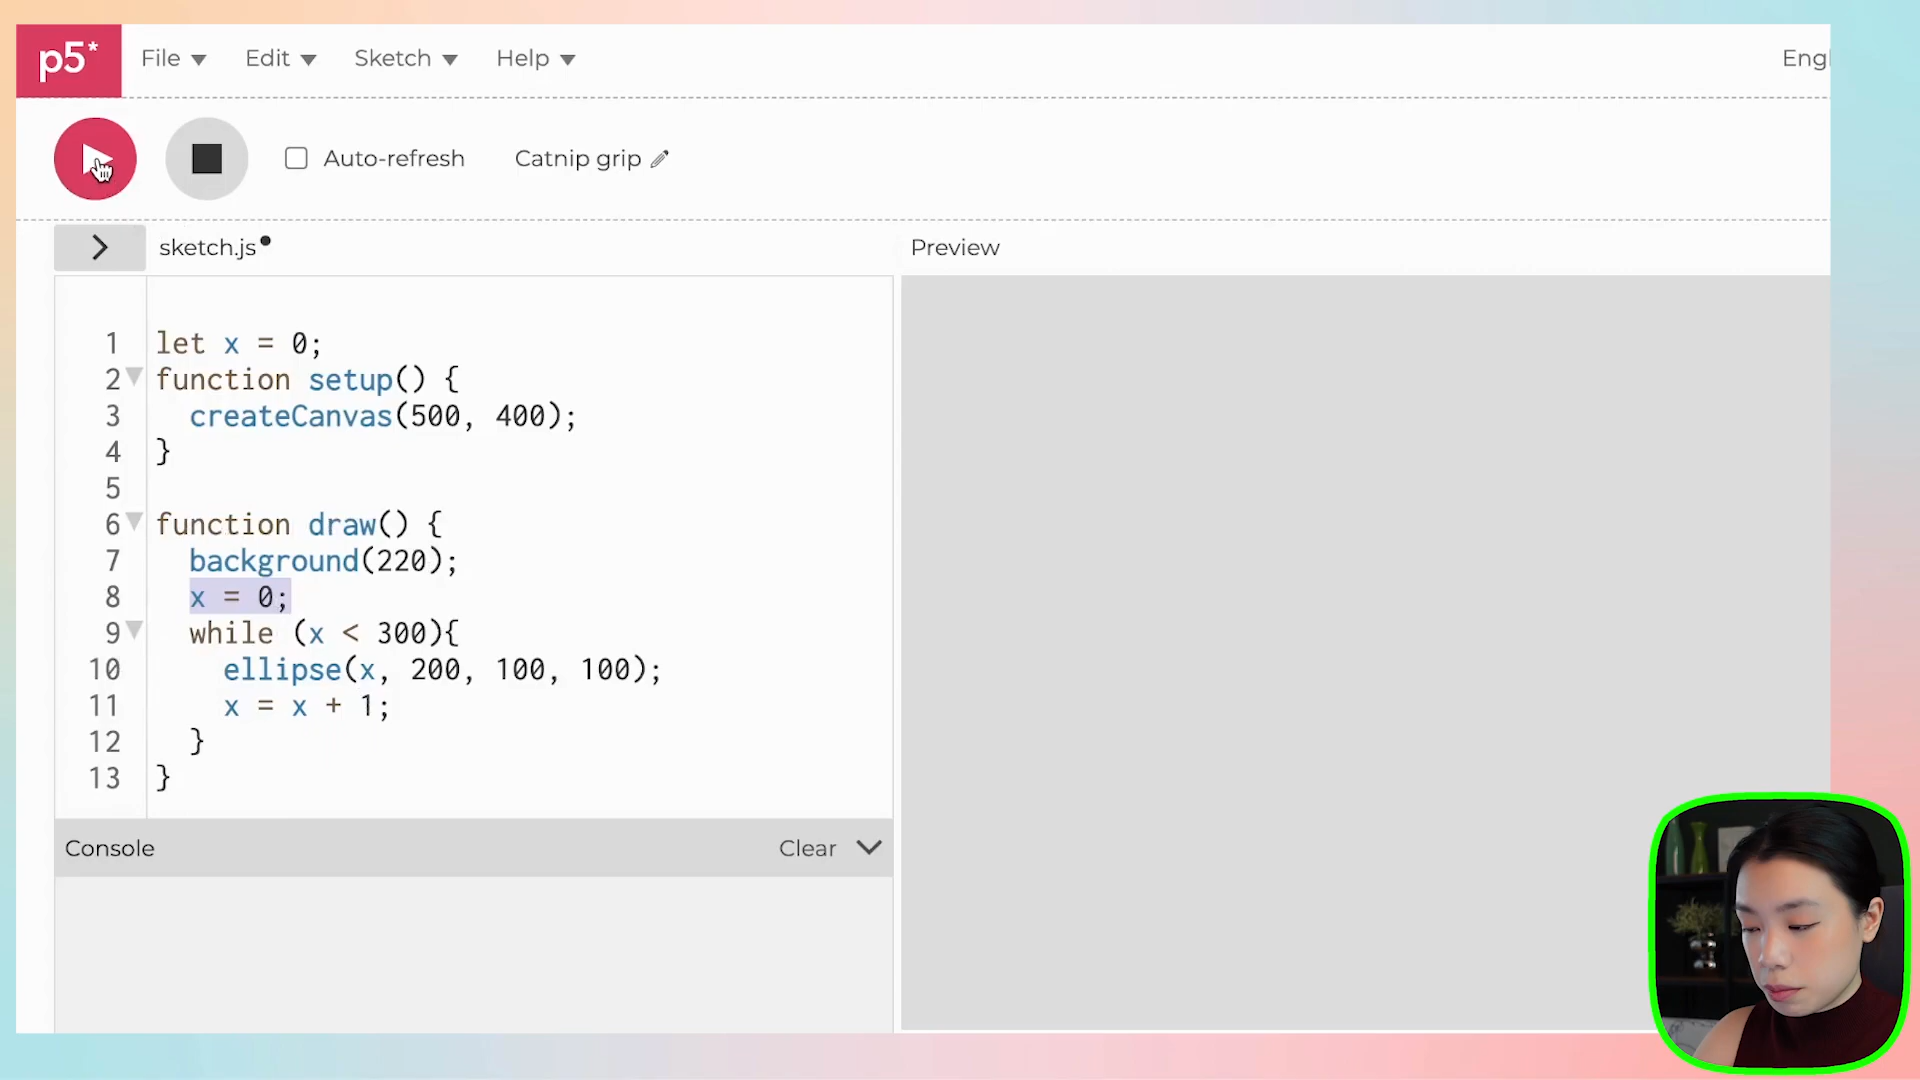 p5* File Edit Sketch Help Engl
Auto-refresh Catnip grip
sketch.js Preview
1 let x = 0;
2 function setup() {
3 createCanvas(500, 400);
4 }
5
6 function draw() {
7 background(220);
8 x = 0;
9 while (x < 300){
10 ellipse(x, 200, 100, 100);
11 x = x + 1;
12 }
13 }
Console Clear